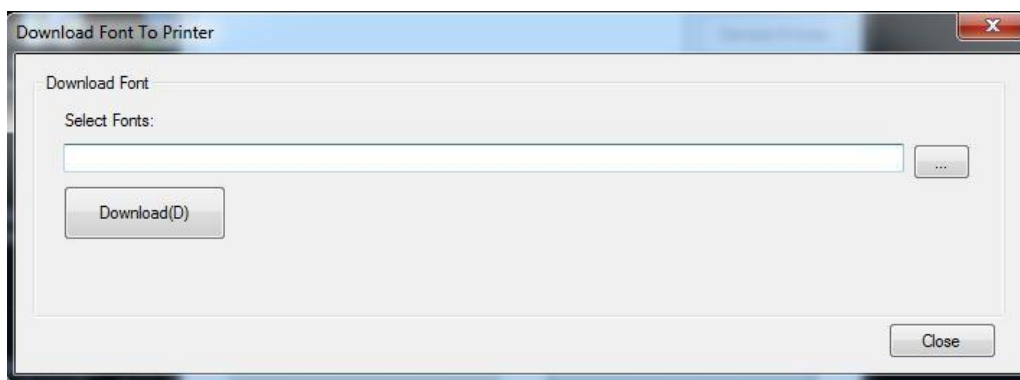 Download Font To Printer
Download Font
Select Fonts:
...
Download(D)
Close